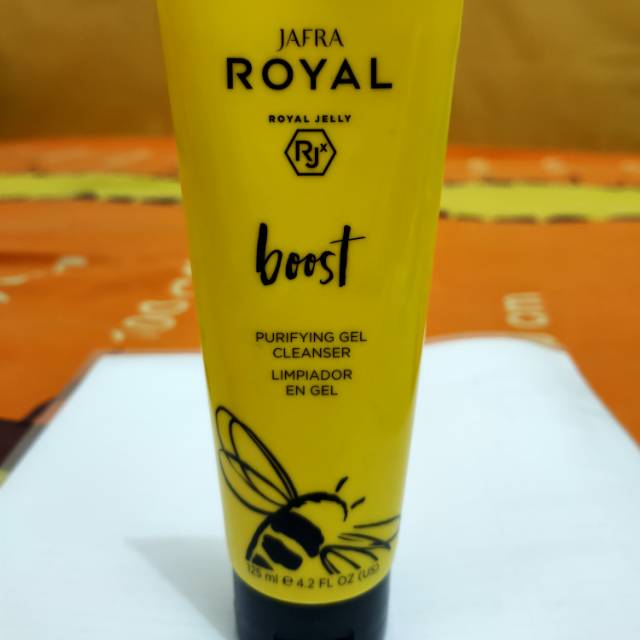 JAFRA
ROYAL
ROYAL JELLY
RJx
boost
PURIFYING GEL
CLEANSER
LIMPIADOR
EN GEL
125 ml ℮ 4.2 FL OZ (US)
cm